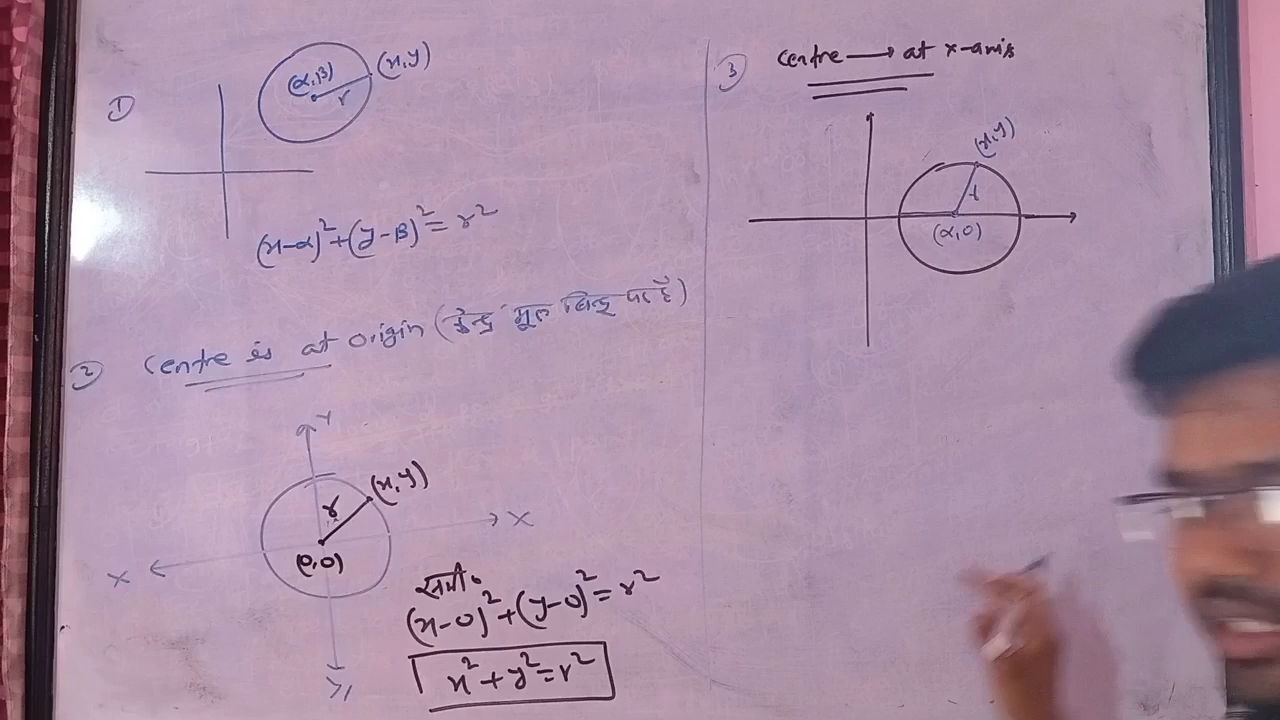 1
(α,β)
(x,y)
r
(x-α)²+(y-β)²=r²
2 Centre is at origin (केन्द्र मूल बिन्दु पर है)
Y
(x,y)
r
X
(0,0)
X
समी०
(x-0)²+(y-0)²=r²
x²+y²=r²
3 Centre → at x-axis
(x,y)
r
(α,0)